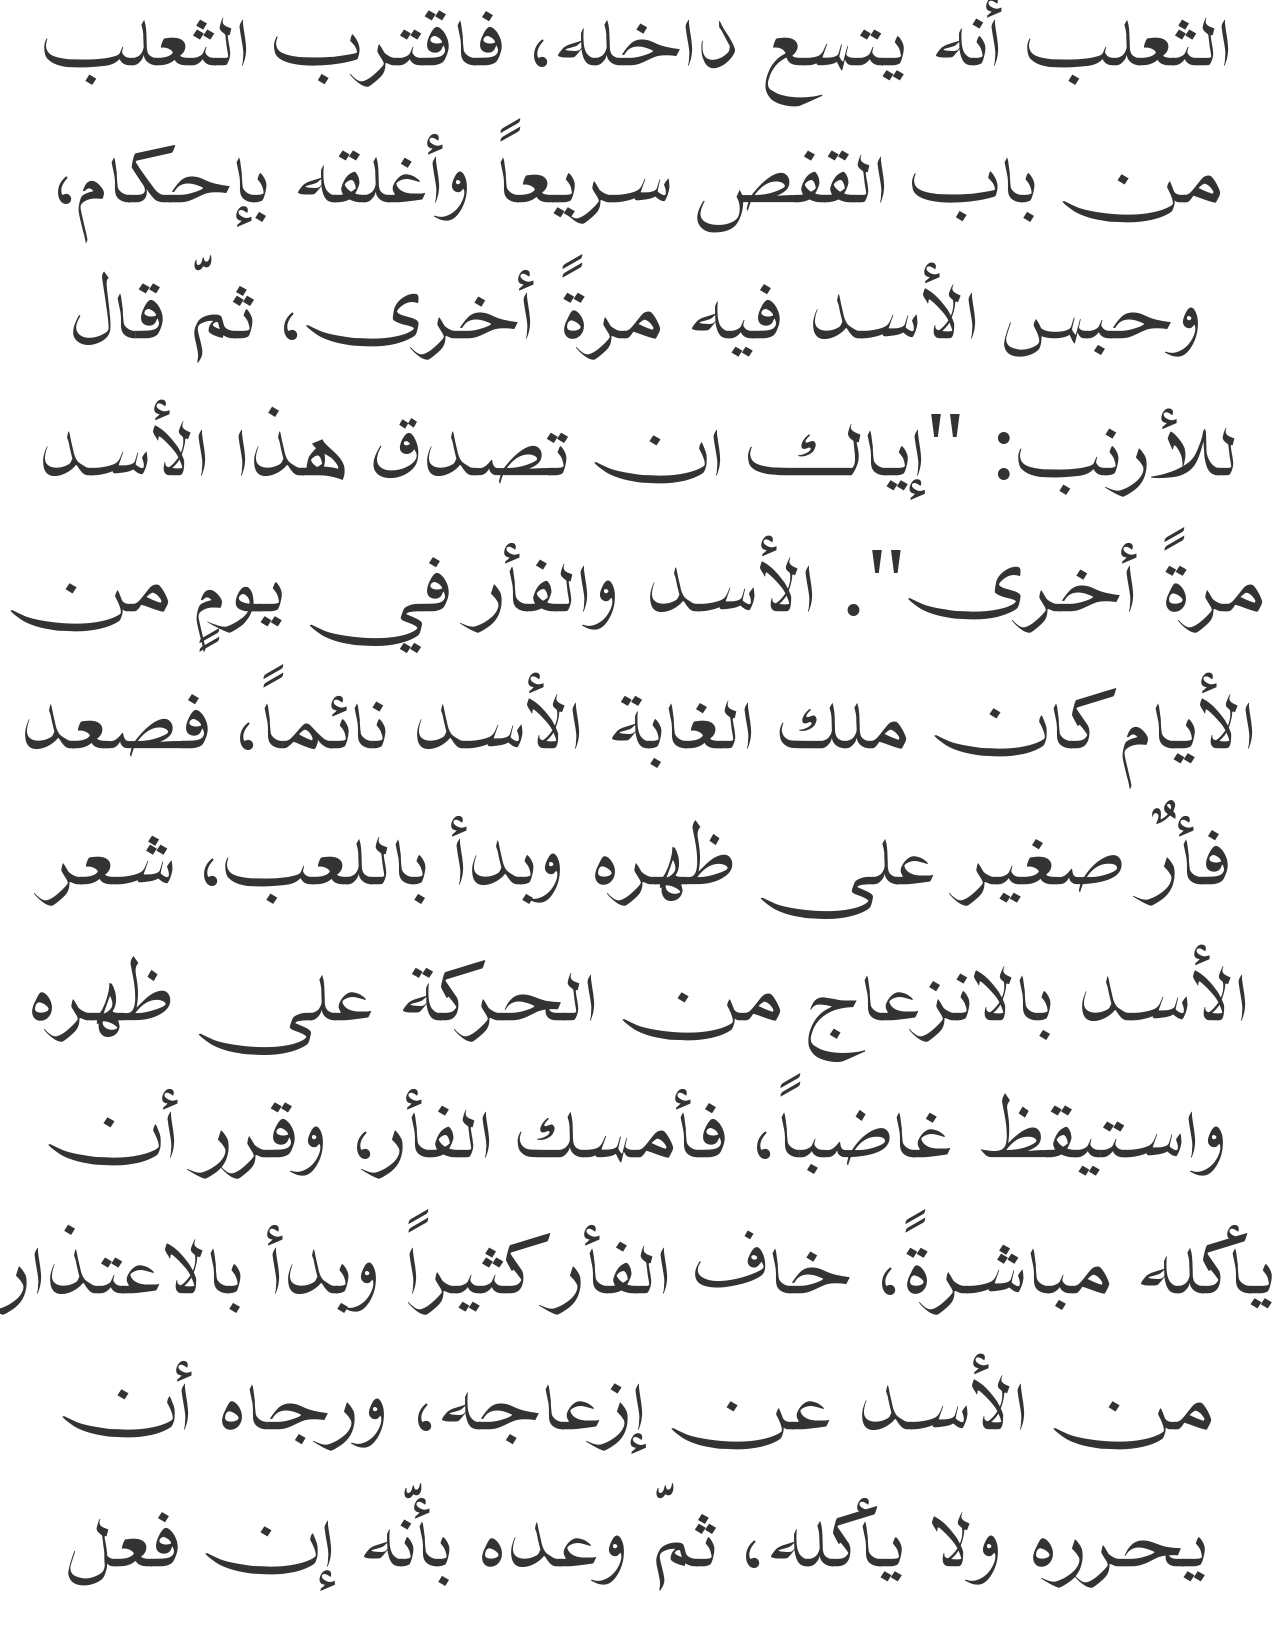 الثعلب أنه يتسع داخله، فاقترب الثعلب
من باب القفص سريعاً وأغلقه بإحكام،
وحبس الأسد فيه مرةً أخرى، ثمّ قال
للأرنب: "إياك ان تصدق هذا الأسد
مرةً أخرى". الأسد والفأر في يومٍ من
الأيام كان ملك الغابة الأسد نائماً، فصعد
فأرٌ صغير على ظهره وبدأ باللعب، شعر
الأسد بالانزعاج من الحركة على ظهره
واستيقظ غاضباً، فأمسك الفأر، وقرر أن
يأكله مباشرةً، خاف الفأر كثيراً وبدأ بالاعتذار
من الأسد عن إزعاجه، ورجاه أن
يحرره ولا يأكله، ثمّ وعده بأنّه إن فعل